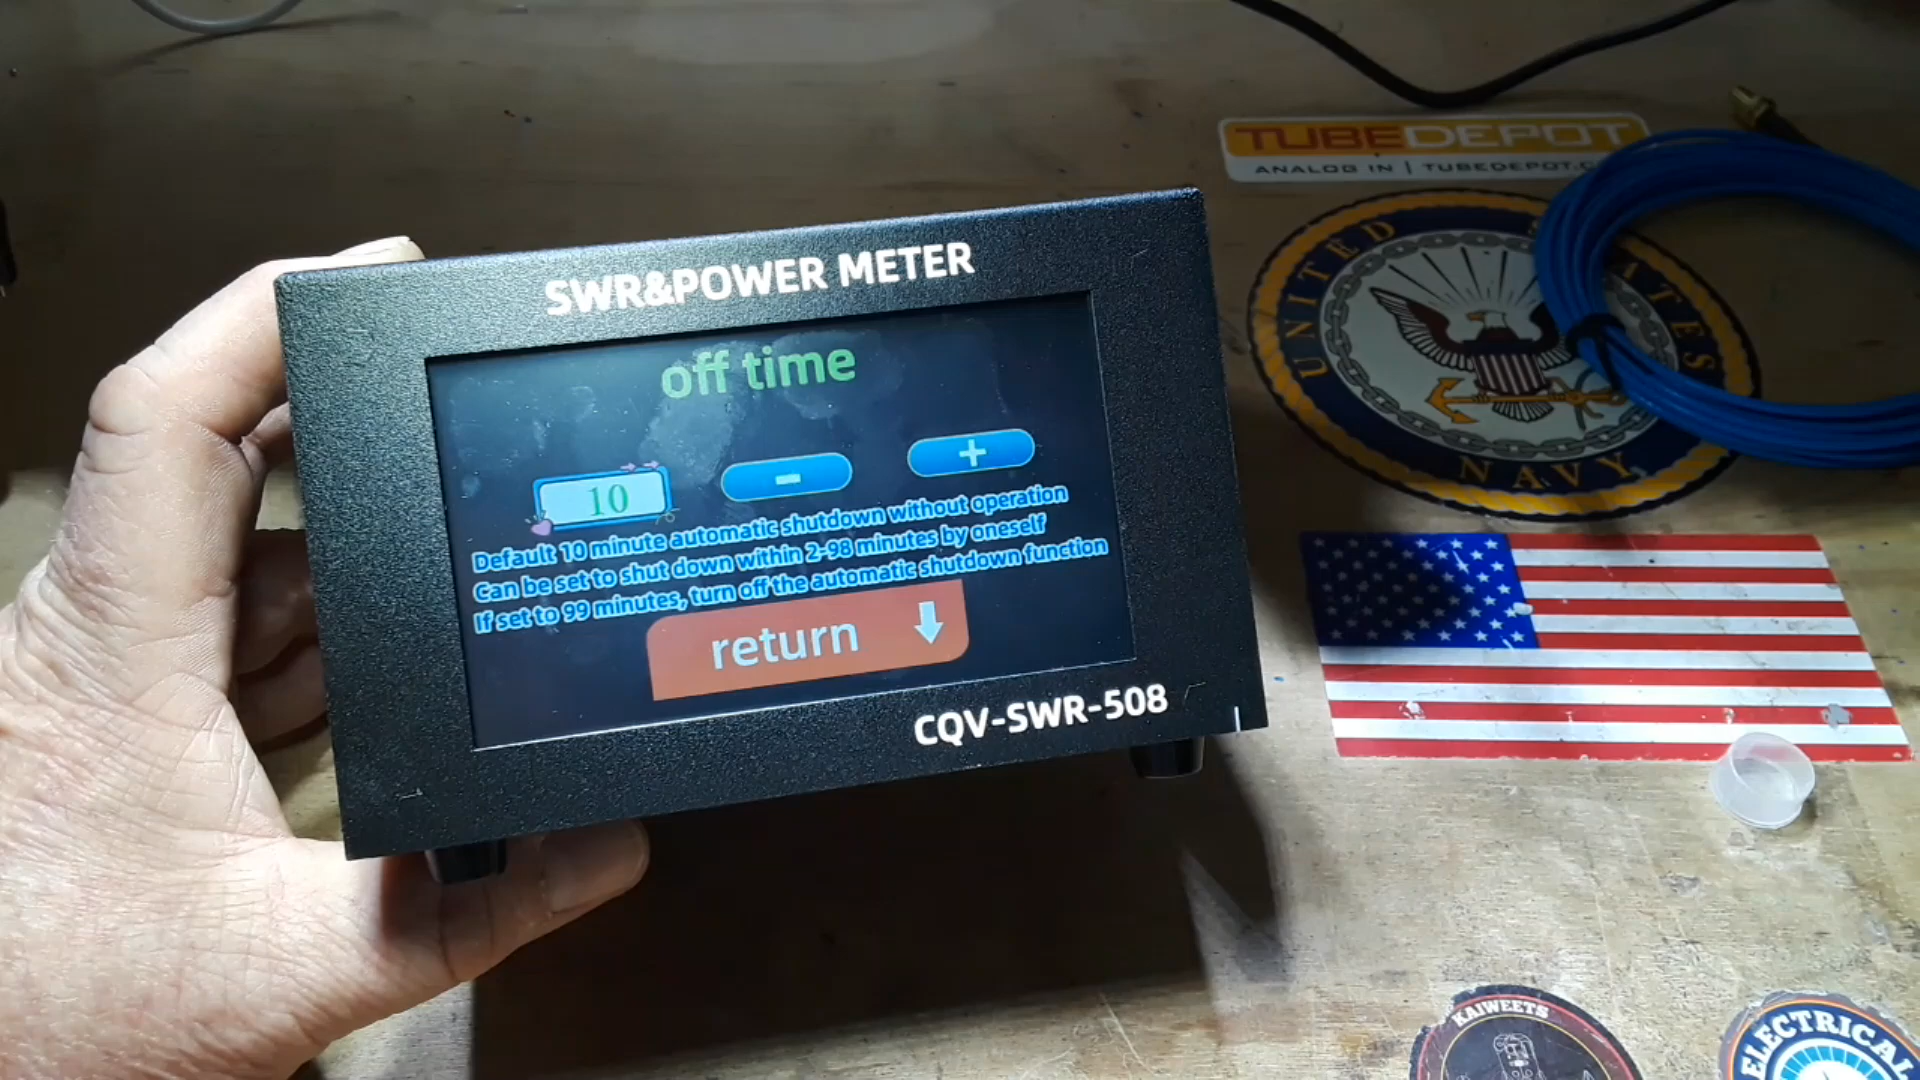 TUBEDEPOT
ANALOG IN | TUBEDEPOT.C
SWR&POWER METER
off time
10
-
+
Default 10 minute automatic shutdown without operation
Can be set to shut down within 2-98 minutes by oneself
If set to 99 minutes, turn off the automatic shutdown function
return
CQV-SWR-508
UNITED
STATES
NAVY
KAIWEETS
ELECTRICAL